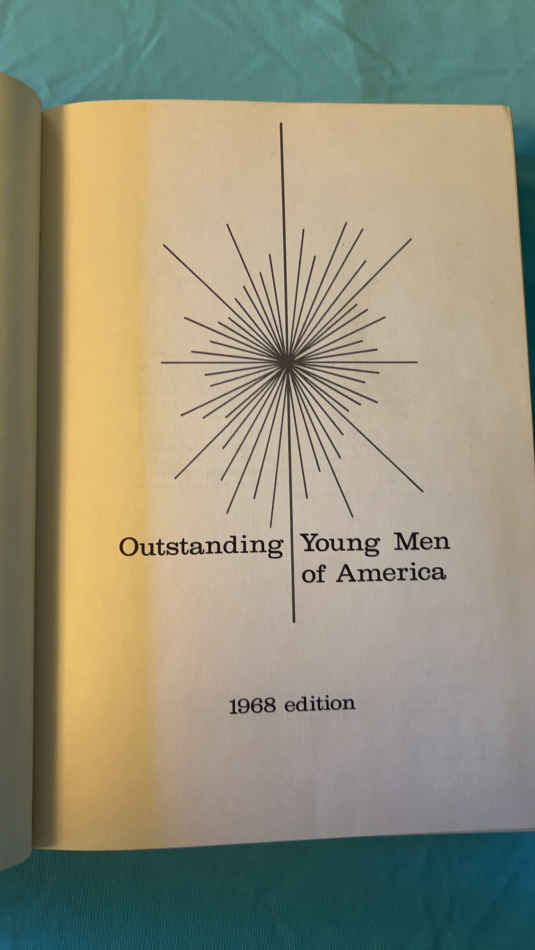 Outstanding Young Men
of America
1968 edition